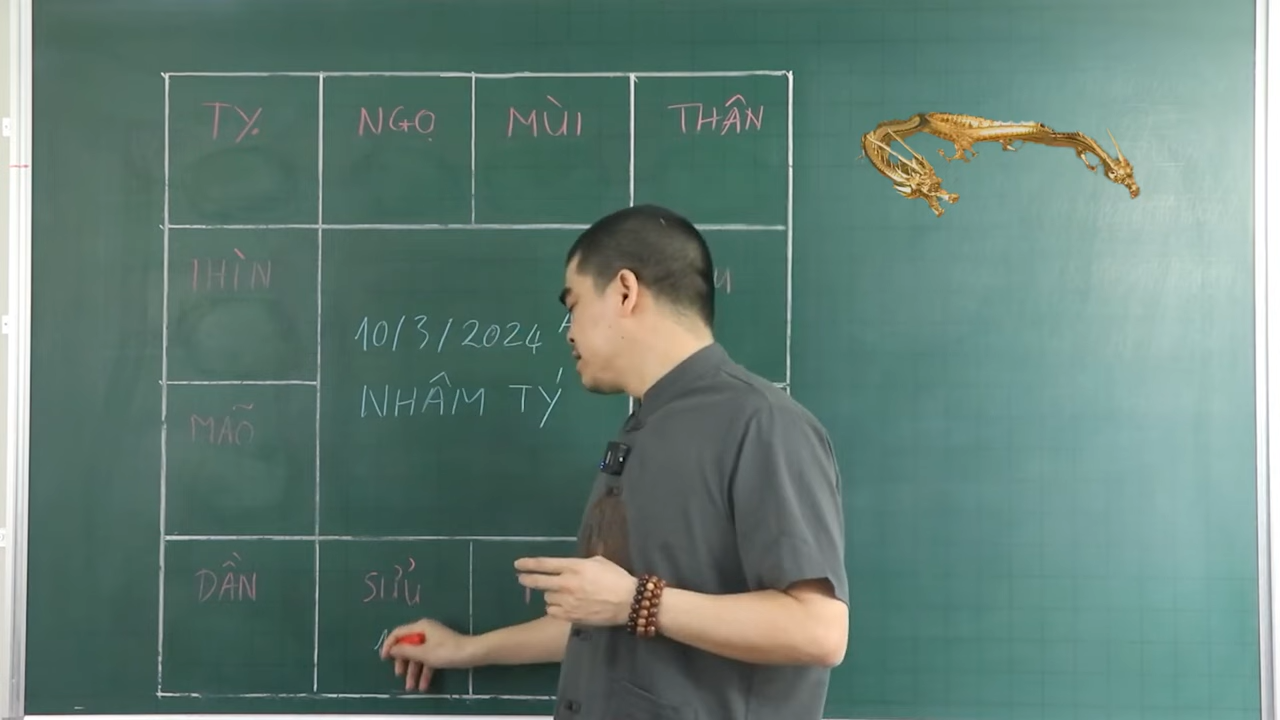 TỴ NGỌ MÙI THÂN
THÌN
10/3/2024
NHÂM TÝ
MÃO
DẦN SỬU